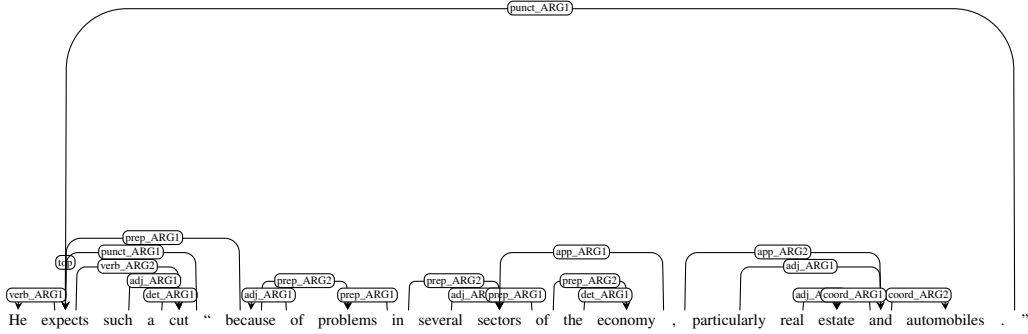 punct_ARG1
prep_ARG1
top punct_ARG1 app_ARG1 app_ARG2
verb_ARG2 adj_ARG1
adj_ARG1 prep_ARG2 prep_ARG2 prep_ARG2
verb_ARG1 det_ARG1 adj_ARG1 prep_ARG1 prep_ARG1 det_ARG1 coord_ARG1 coord_ARG2
He expects such a cut “ because of problems in several sectors of the economy , particularly real estate and automobiles . ”